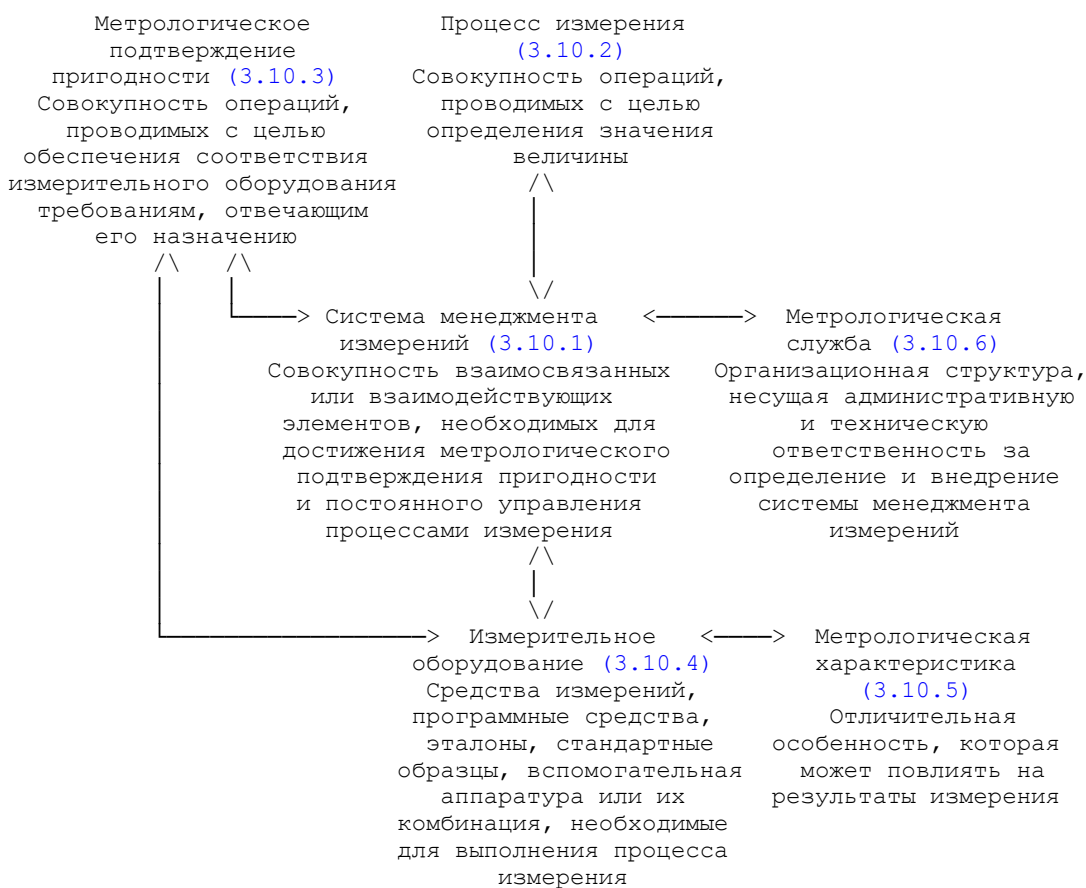 Метрологическое
подтверждение
пригодности (3.10.3)
Совокупность операций,
проводимых с целью
обеспечения соответствия
измерительного оборудования
требованиям, отвечающим
его назначению
Процесс измерения
(3.10.2)
Совокупность операций,
проводимых с целью
определения значения
величины
Система менеджмента
измерений (3.10.1)
Совокупность взаимосвязанных
или взаимодействующих
элементов, необходимых для
достижения метрологического
подтверждения пригодности
и постоянного управления
процессами измерения
Метрологическая
служба (3.10.6)
Организационная структура,
несущая административную
и техническую
ответственность за
определение и внедрение
системы менеджмента
измерений
Измерительное
оборудование (3.10.4)
Средства измерений,
программные средства,
эталоны, стандартные
образцы, вспомогательная
аппаратура или их
комбинация, необходимые
для выполнения процесса
измерения
Метрологическая
характеристика
(3.10.5)
Отличительная
особенность, которая
может повлиять на
результаты измерения